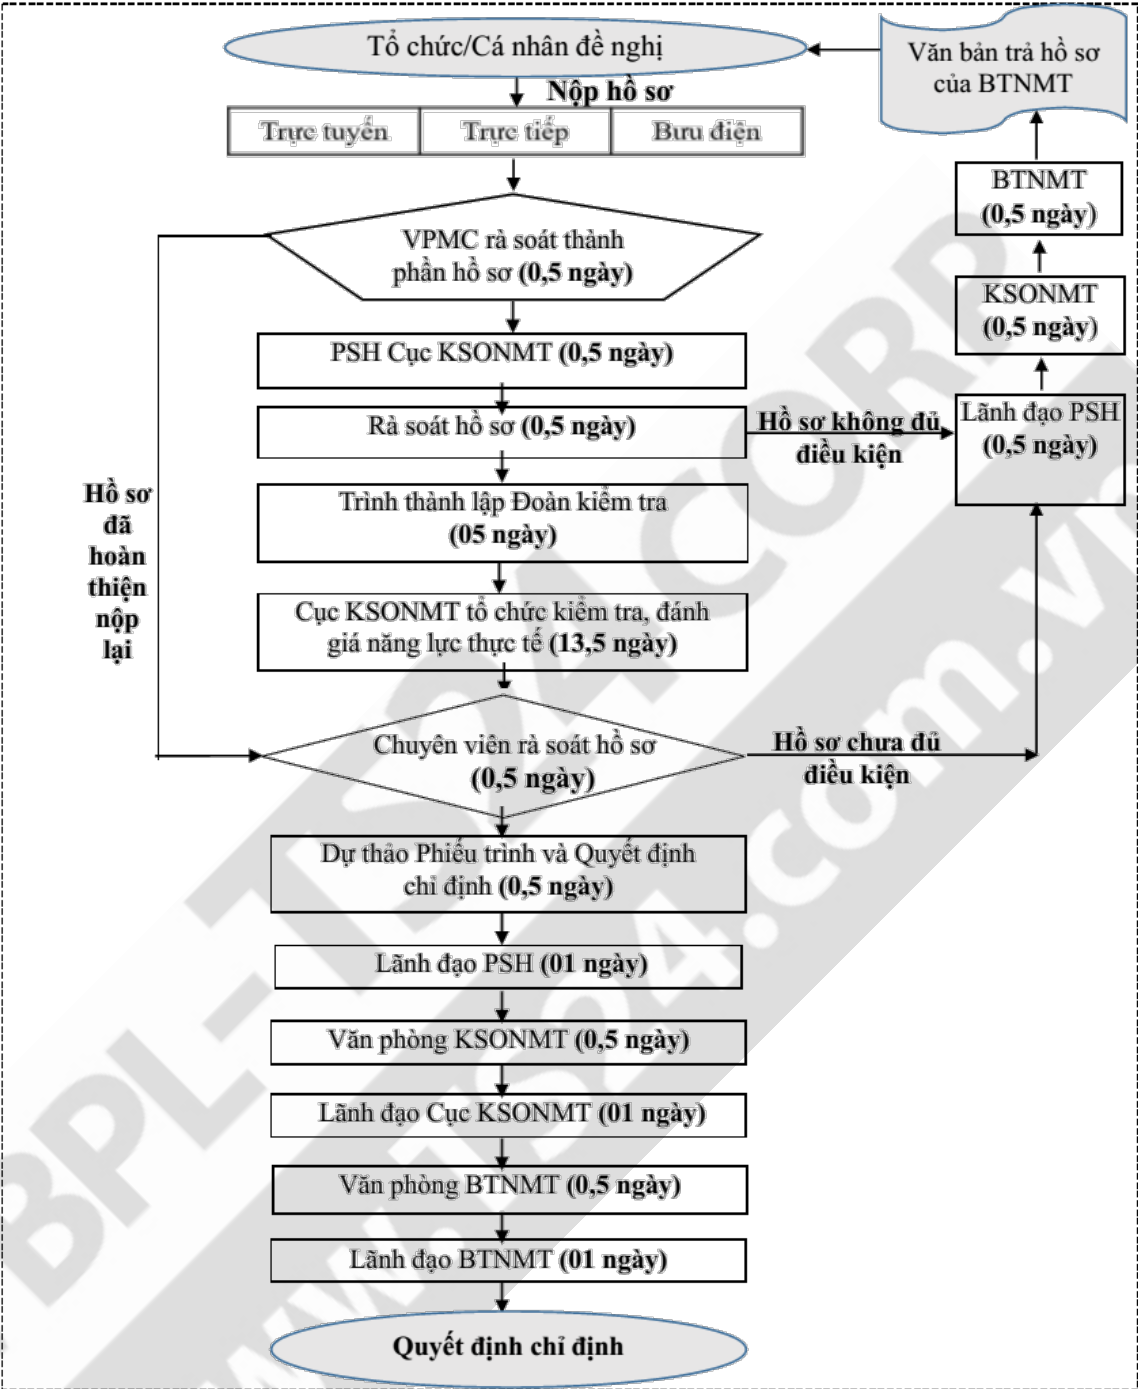 Tổ chức/Cá nhân đề nghị
Văn bản trả hồ sơ
của BTNMT
Nộp hồ sơ
Trực tuyến
Trực tiếp
Bưu điện
BTNMT
(0,5 ngày)
VPMC rà soát thành
phần hồ sơ (0,5 ngày)
KSONMT
(0,5 ngày)
PSH Cục KSONMT (0,5 ngày)
Rà soát hồ sơ (0,5 ngày)
Hồ sơ không đủ
điều kiện
Lãnh đạo PSH
(0,5 ngày)
Hồ sơ
đã
hoàn
thiện
nộp
lại
Trình thành lập Đoàn kiểm tra
(05 ngày)
Cục KSONMT tổ chức kiểm tra, đánh
giá năng lực thực tế (13,5 ngày)
Chuyên viên rà soát hồ sơ
(0,5 ngày)
Hồ sơ chưa đủ
điều kiện
Dự thảo Phiếu trình và Quyết định
chỉ định (0,5 ngày)
Lãnh đạo PSH (01 ngày)
Văn phòng KSONMT (0,5 ngày)
Lãnh đạo Cục KSONMT (01 ngày)
Văn phòng BTNMT (0,5 ngày)
Lãnh đạo BTNMT (01 ngày)
Quyết định chỉ định